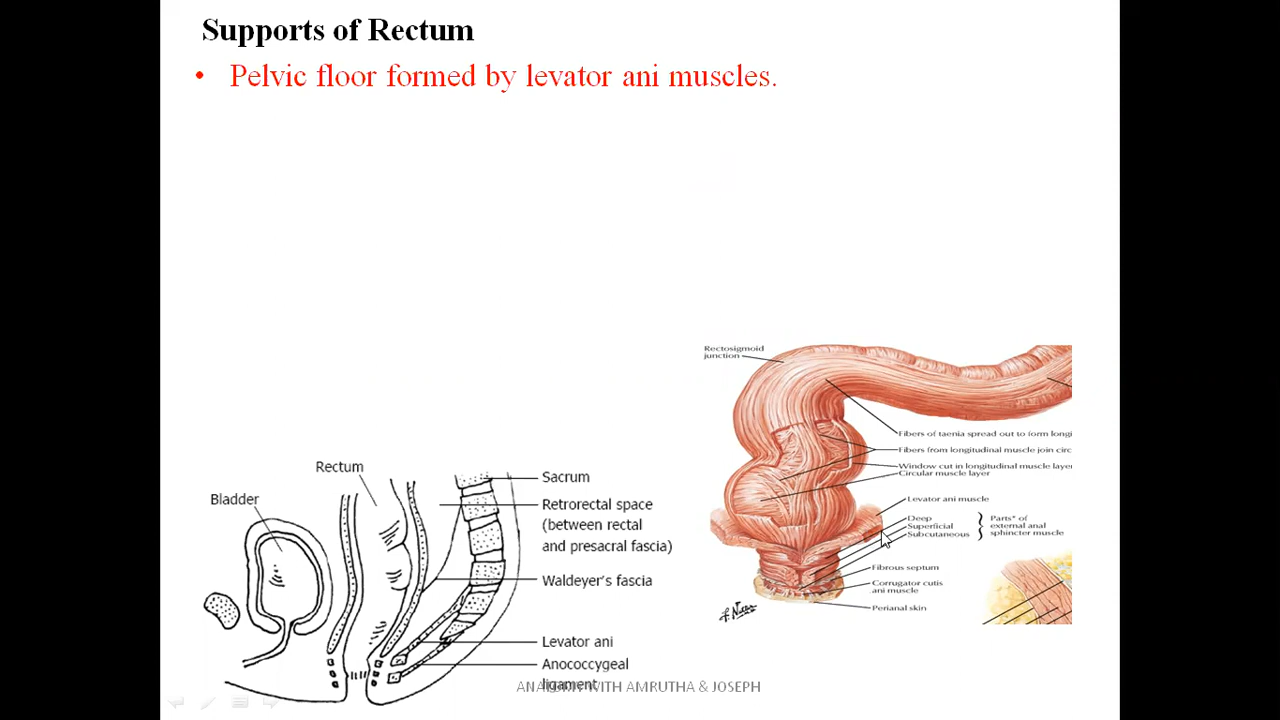 Supports of Rectum
• Pelvic floor formed by levator ani muscles.
Rectosigmoid
junction
Fibers of taenia spread out to form longi
Fibers from longitudinal muscle join circ
Window cut in longitudinal muscle layer
Circular muscle layer
Levator ani muscle
Deep
Superficial
Subcutaneous
Parts* of
external anal
sphincter muscle
Fibrous septum
Corrugator cutis
ani muscle
Perianal skin
Rectum
Bladder
Sacrum
Retrorectal space
(between rectal
and presacral fascia)
Waldeyer's fascia
Levator ani
Anococcygeal
ligament
WITH AMRUTHA & JOSEPH